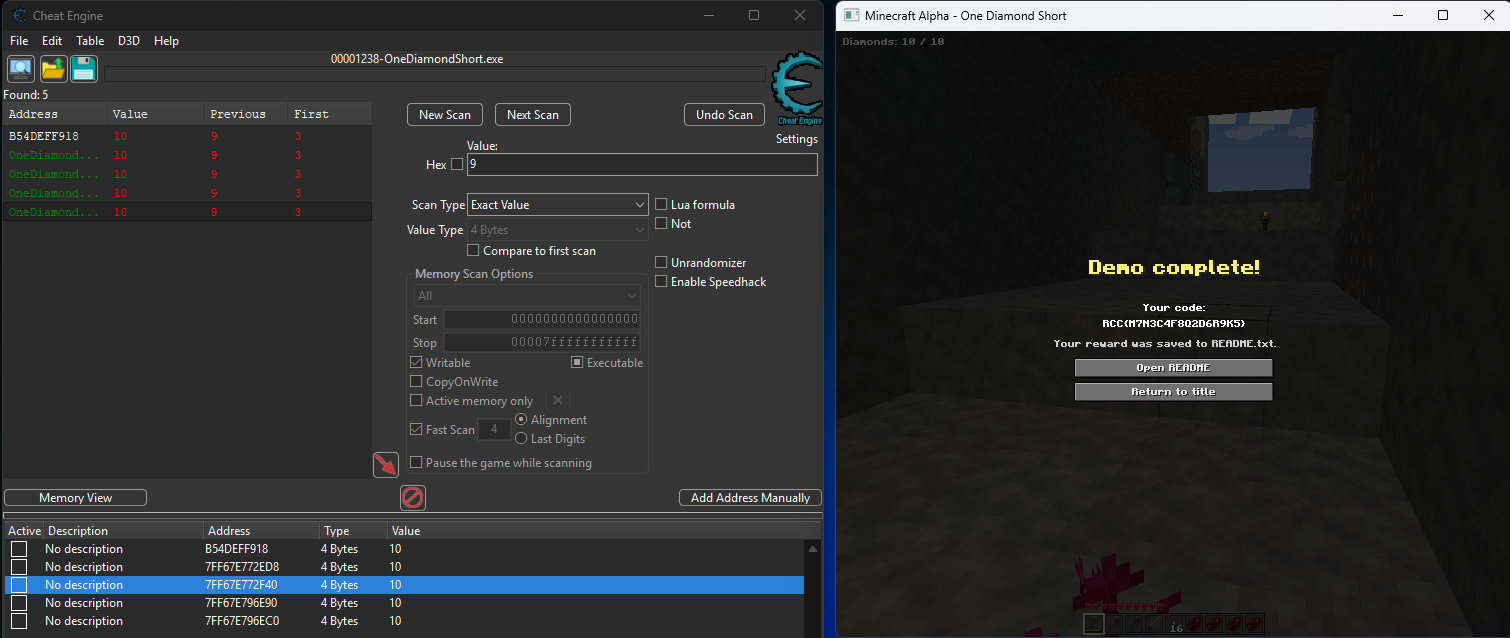 Cheat Engine
File Edit Table D3D Help
00001238-OneDiamondShort.exe
Cheat Engine
Settings
Found: 5
Address Value Previous First
B54DEFF918 10 9 3
OneDiamond... 10 9 3
OneDiamond... 10 9 3
OneDiamond... 10 9 3
OneDiamond... 10 9 3
New Scan Next Scan Undo Scan
Value:
Hex 9
Scan Type Exact Value Lua formula
Not
Value Type 4 Bytes
Compare to first scan
Unrandomizer
Enable Speedhack
Memory Scan Options
All
Start 0000000000000000
Stop 00007fffffffffff
Writable Executable
CopyOnWrite
Active memory only
Fast Scan 4 Alignment
Last Digits
Pause the game while scanning
Memory View Add Address Manually
Active Description Address Type Value
No description B54DEFF918 4 Bytes 10
No description 7FF67E772ED8 4 Bytes 10
No description 7FF67E772F40 4 Bytes 10
No description 7FF67E796E90 4 Bytes 10
No description 7FF67E796EC0 4 Bytes 10
Minecraft Alpha - One Diamond Short
Diamonds: 10 / 10
Demo complete!
Your code:
RCC{M7N3C4F8Q2D6R9K5}
Your reward was saved to README.txt.
Open README
Return to title
16